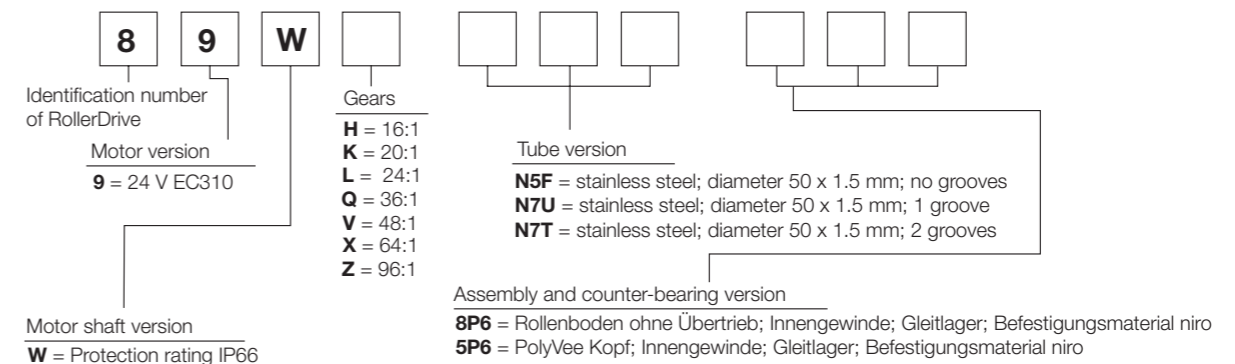 8 9 W
Identification number
of RollerDrive
Motor version
9 = 24 V EC310
Motor shaft version
W = Protection rating IP66
Gears
H = 16:1
K = 20:1
L = 24:1
Q = 36:1
V = 48:1
X = 64:1
Z = 96:1
Tube version
N5F = stainless steel; diameter 50 x 1.5 mm; no grooves
N7U = stainless steel; diameter 50 x 1.5 mm; 1 groove
N7T = stainless steel; diameter 50 x 1.5 mm; 2 grooves
Assembly and counter-bearing version
8P6 = Rollenboden ohne Übertrieb; Innengewinde; Gleitlager; Befestigungsmaterial niro
5P6 = PolyVee Kopf; Innengewinde; Gleitlager; Befestigungsmaterial niro